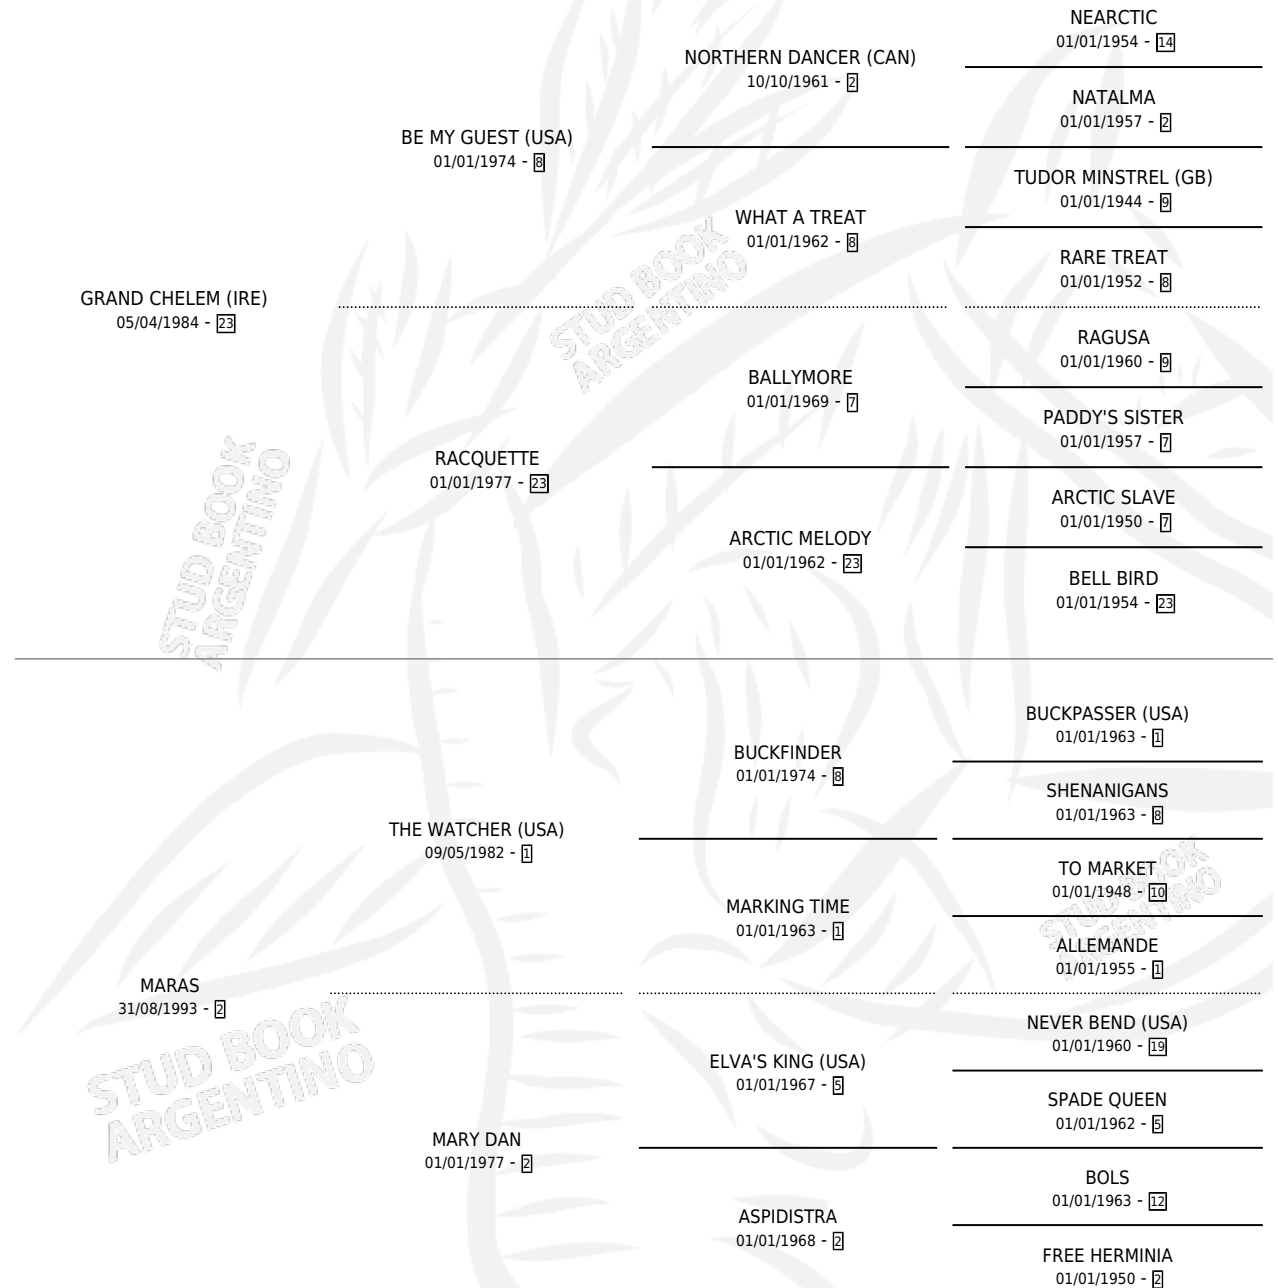 NEARCTIC
01/01/1954 - 14
NORTHERN DANCER (CAN)
10/10/1961 - 2
NATALMA
01/01/1957 - 2
BE MY GUEST (USA)
01/01/1974 - 8
TUDOR MINSTREL (GB)
01/01/1944 - 9
WHAT A TREAT
01/01/1962 - 8
RARE TREAT
01/01/1952 - 8
GRAND CHELEM (IRE)
05/04/1984 - 23
STUD BOOK
ARGENTINO
RAGUSA
01/01/1960 - 9
BALLYMORE
01/01/1969 - 7
PADDY'S SISTER
01/01/1957 - 7
RACQUETTE
01/01/1977 - 23
STUD BOOK
ARGENTINO
ARCTIC SLAVE
01/01/1950 - 7
ARCTIC MELODY
01/01/1962 - 23
BELL BIRD
01/01/1954 - 23
BUCKPASSER (USA)
01/01/1963 - 1
BUCKFINDER
01/01/1974 - 8
SHENANIGANS
01/01/1963 - 8
THE WATCHER (USA)
09/05/1982 - 1
TO MARKET
01/01/1948 - 10
STUD BOOK
ARGENTINO
MARKING TIME
01/01/1963 - 1
ALLEMANDE
01/01/1955 - 1
MARAS
31/08/1993 - 2
STUD BOOK
ARGENTINO
NEVER BEND (USA)
01/01/1960 - 19
ELVA'S KING (USA)
01/01/1967 - 5
SPADE QUEEN
01/01/1962 - 5
MARY DAN
01/01/1977 - 2
BOLS
01/01/1963 - 12
ASPIDISTRA
01/01/1968 - 2
FREE HERMINIA
01/01/1950 - 2